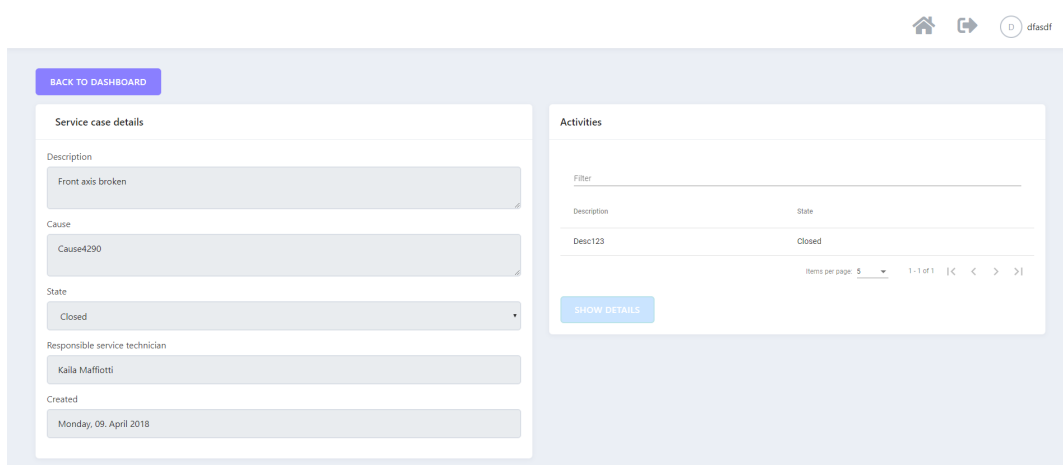 D dfasdf
BACK TO DASHBOARD
Service case details
Description
Front axis broken
Cause
Cause4290
State
Closed
Responsible service technician
Kaila Maffiotti
Created
Monday, 09. April 2018
Activities
Filter
Description State
Desc123 Closed
Items per page: 5 1 - 1 of 1
SHOW DETAILS